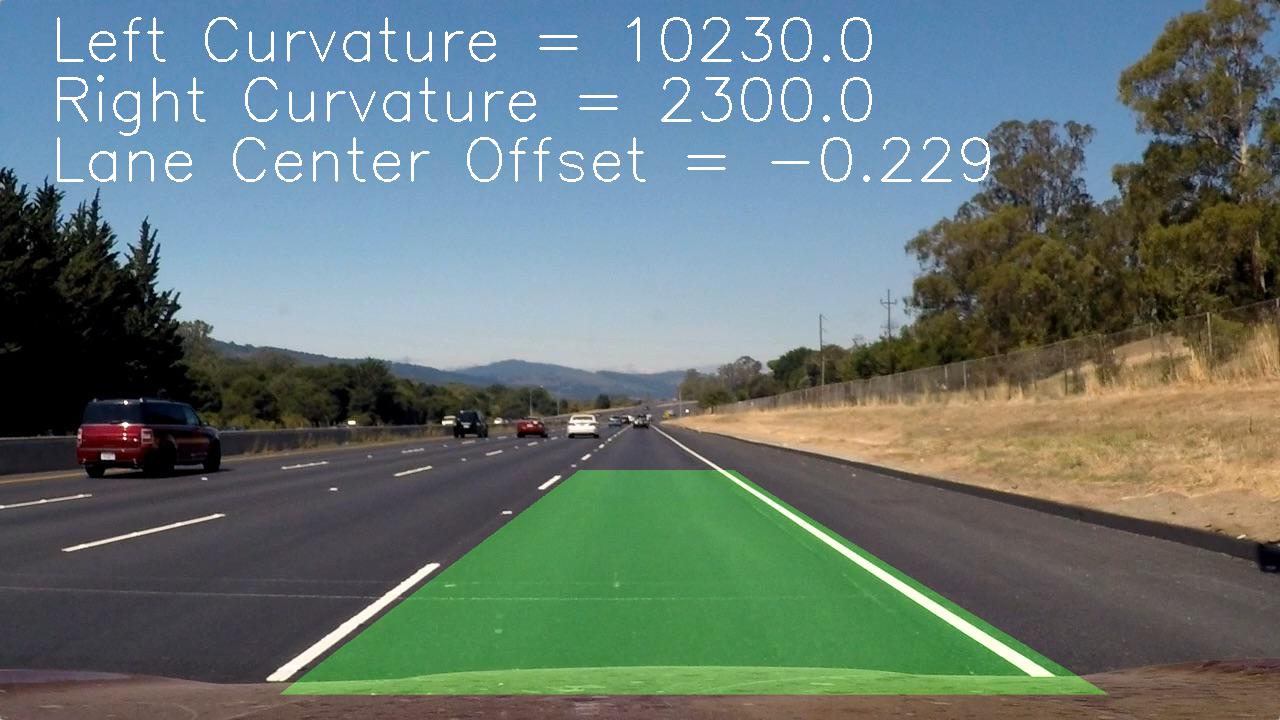 Left Curvature = 10230.0
Right Curvature = 2300.0
Lane Center Offset = -0.229